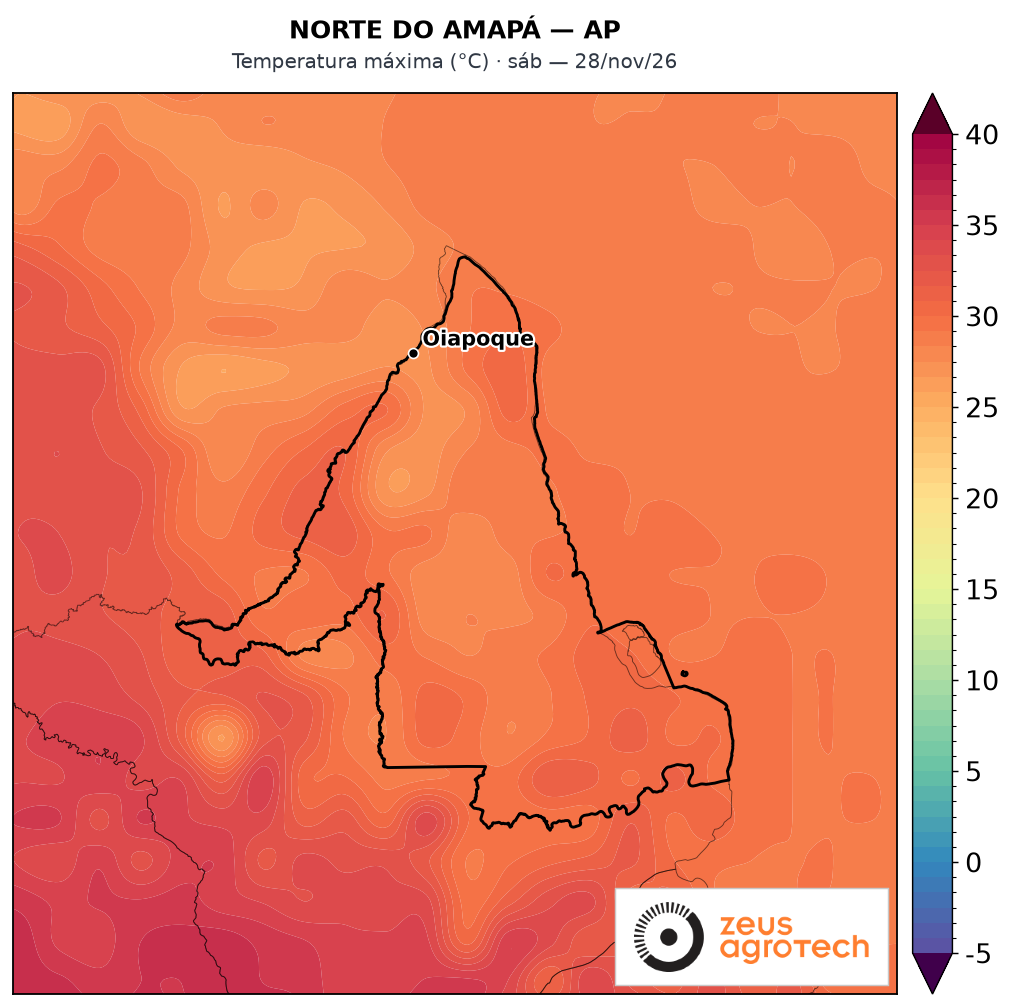 NORTE DO AMAPÁ — AP
Temperatura máxima (°C) · sáb — 28/nov/26
Oiapoque
40
35
30
25
20
15
10
5
0
-5
zeus
agrotech